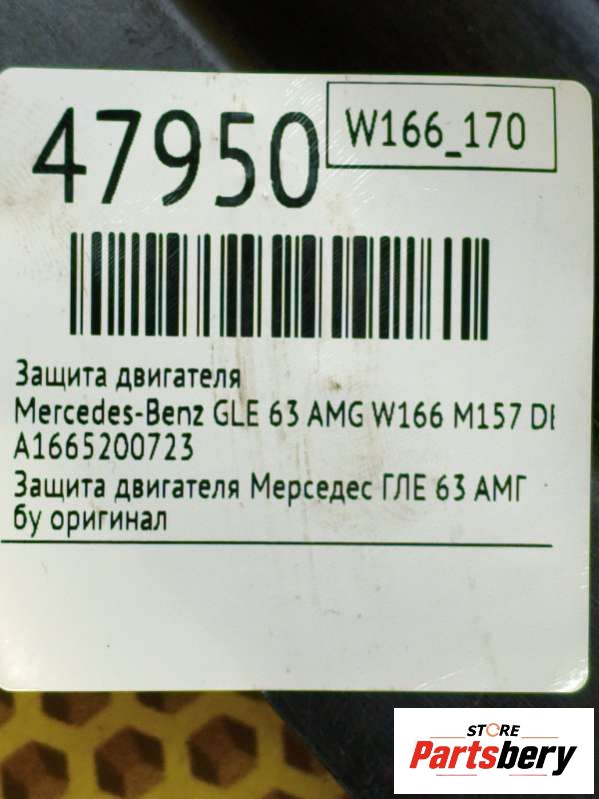 47950
W166_170
Защита двигателя
Mercedes-Benz GLE 63 AMG W166 M157
A1665200723
Защита двигателя Мерседес ГЛЕ 63 АМГ
бу оригинал
STORE
Partsbery